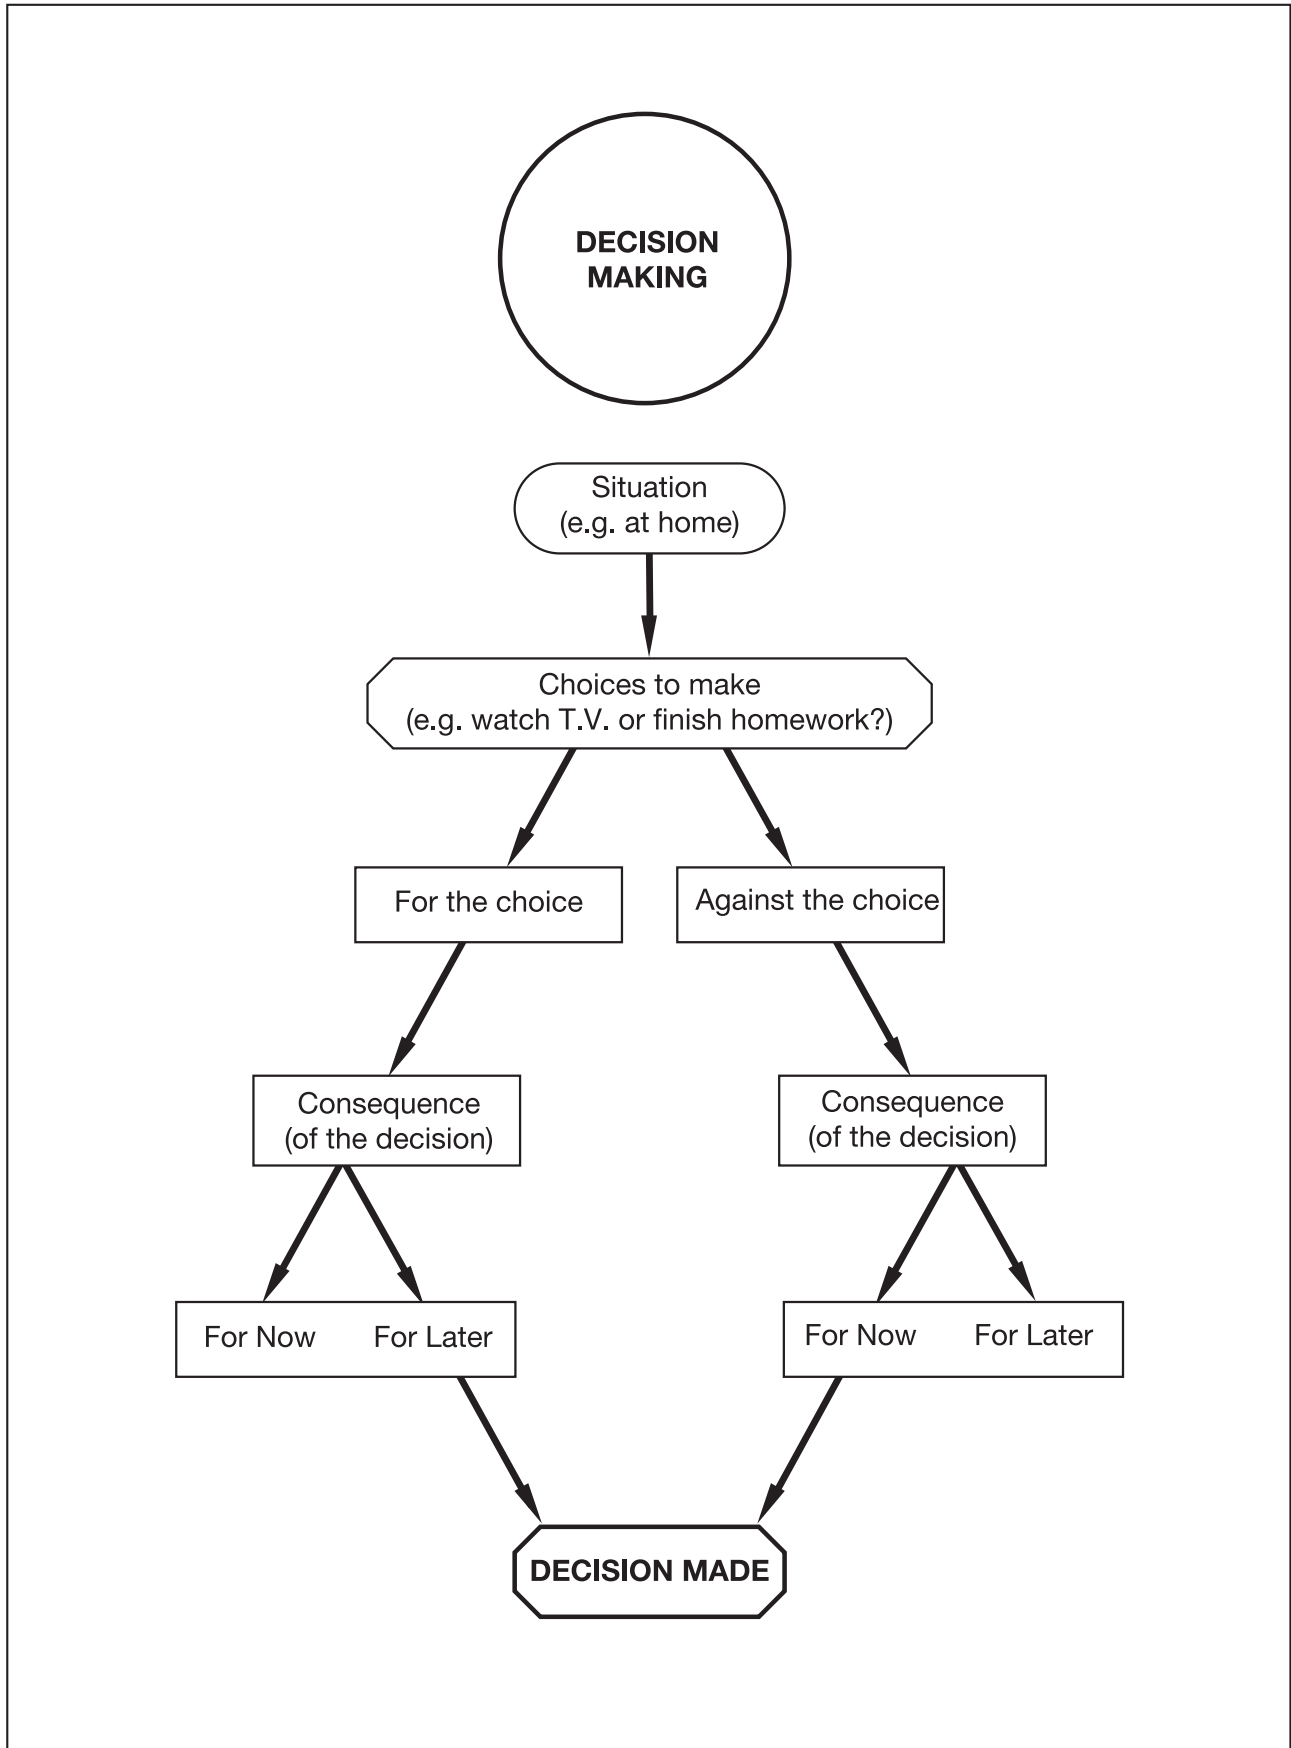 DECISION
MAKING
Situation
(e.g. at home)
Choices to make
(e.g. watch T.V. or finish homework?)
For the choice
Against the choice
Consequence
(of the decision)
Consequence
(of the decision)
For Now
For Later
For Now
For Later
DECISION MADE